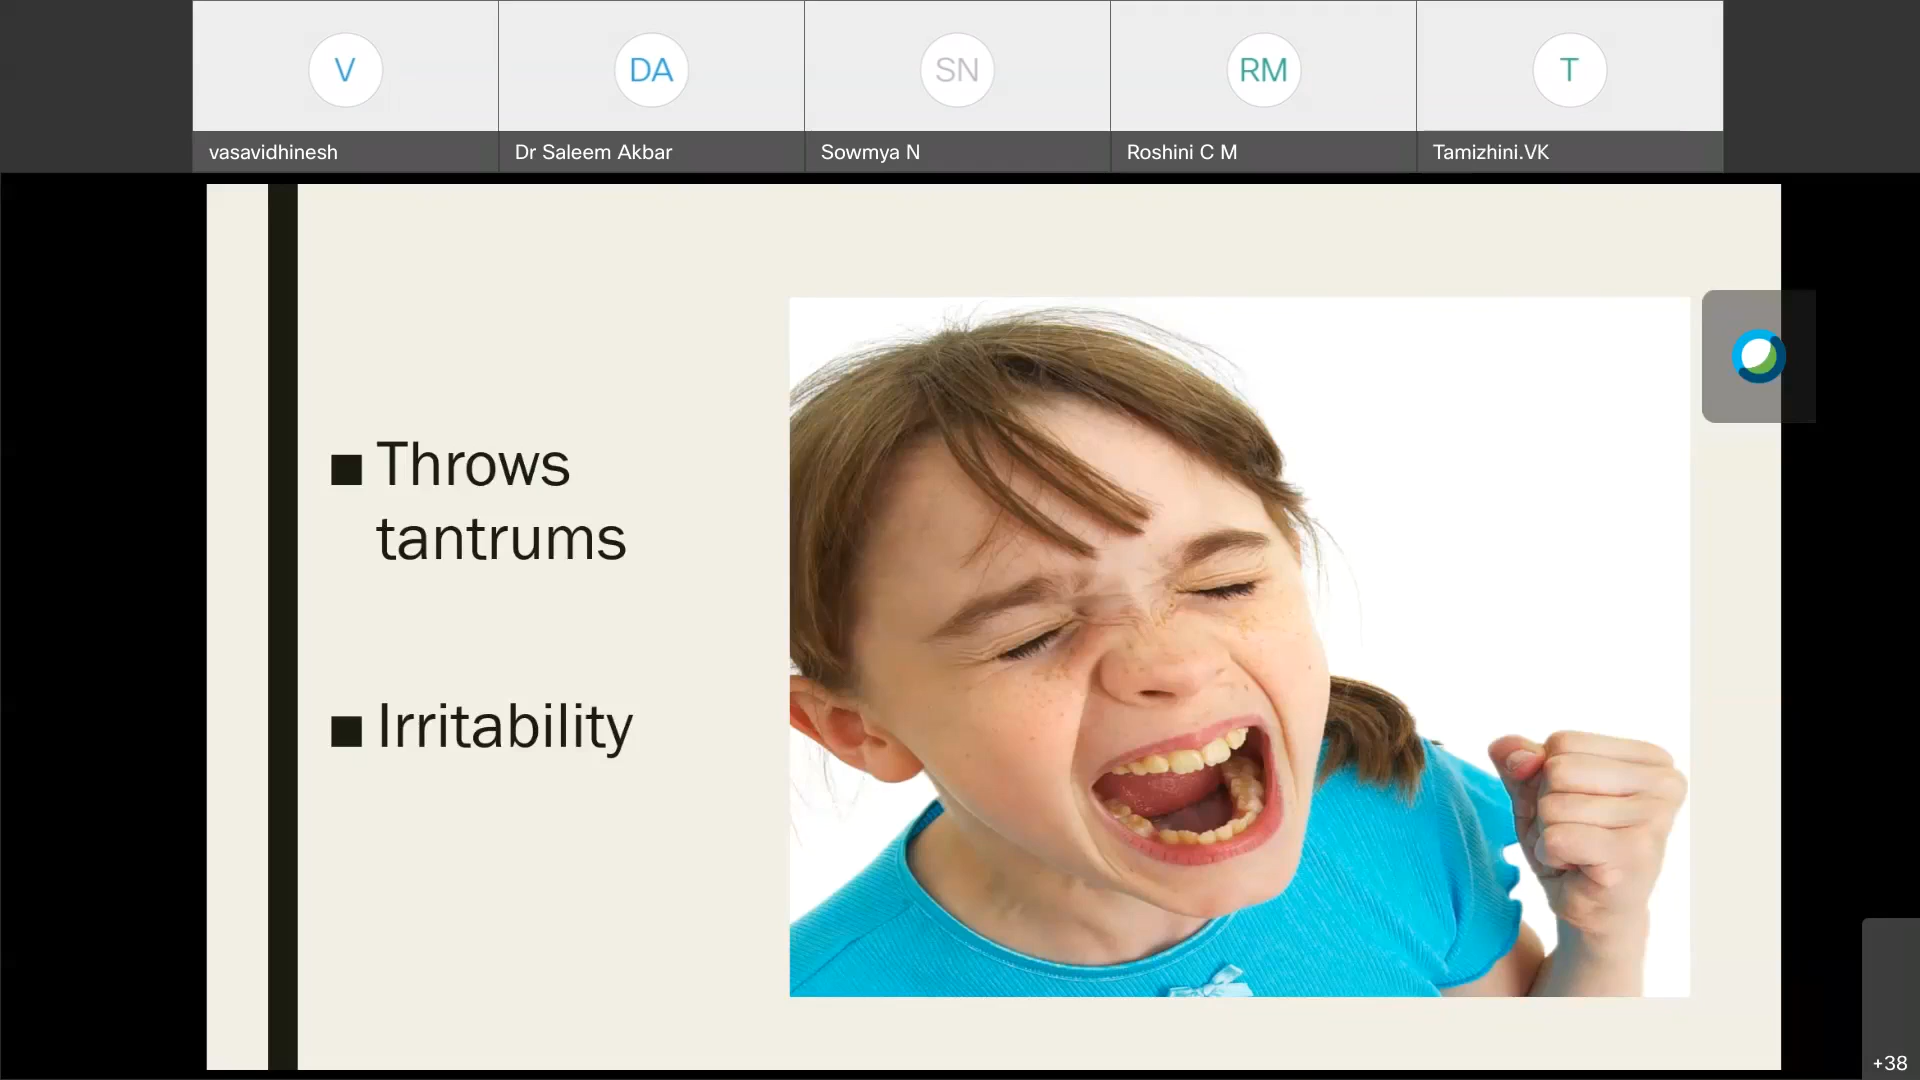 V
DA
SN
RM
T
vasavidhinesh
Dr Saleem Akbar
Sowmya N
Roshini C M
Tamizhini.VK
■ Throws
tantrums
■ Irritability
+38